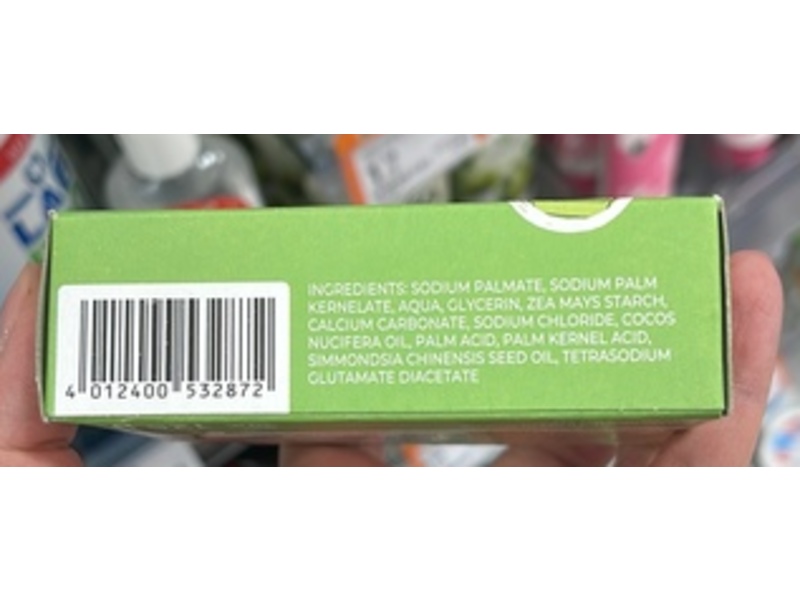 INGREDIENTS: SODIUM PALMATE, SODIUM PALM
KERNELATE, AQUA, GLYCERIN, ZEA MAYS STARCH,
CALCIUM CARBONATE, SODIUM CHLORIDE, COCOS
NUCIFERA OIL, PALM ACID, PALM KERNEL ACID,
SIMMONDSIA CHINENSIS SEED OIL, TETRASODIUM
GLUTAMATE DIACETATE
4 012400 532872